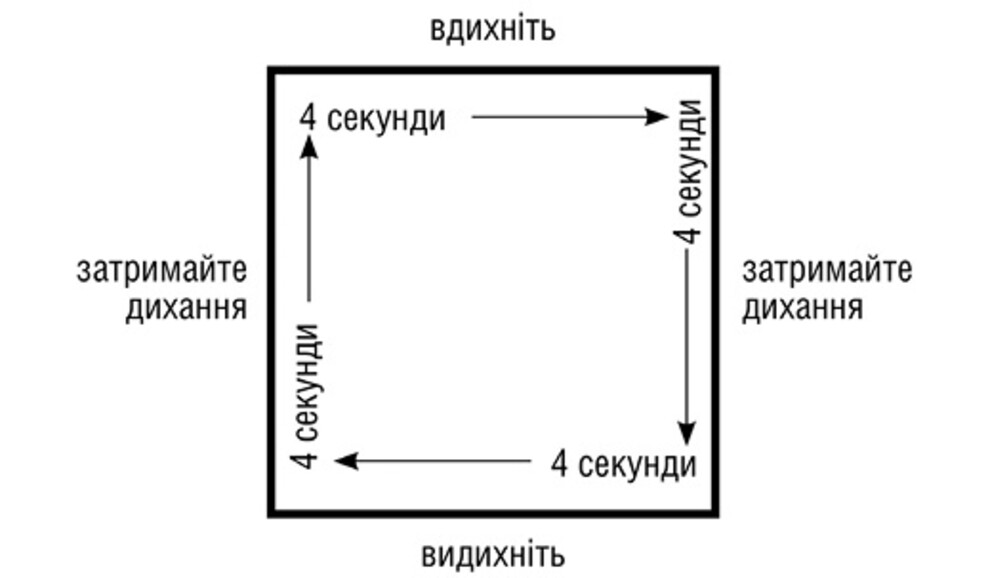 вдихніть
4 секунди
4 секунди
затримайте
дихання
затримайте
дихання
4 секунди
4 секунди
видихніть